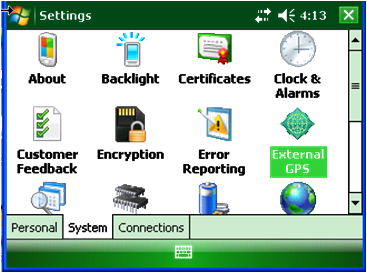 Settings 4:13
About Backlight Certificates Clock &
Alarms
Customer Encryption Error External
Feedback Reporting GPS
Personal System Connections